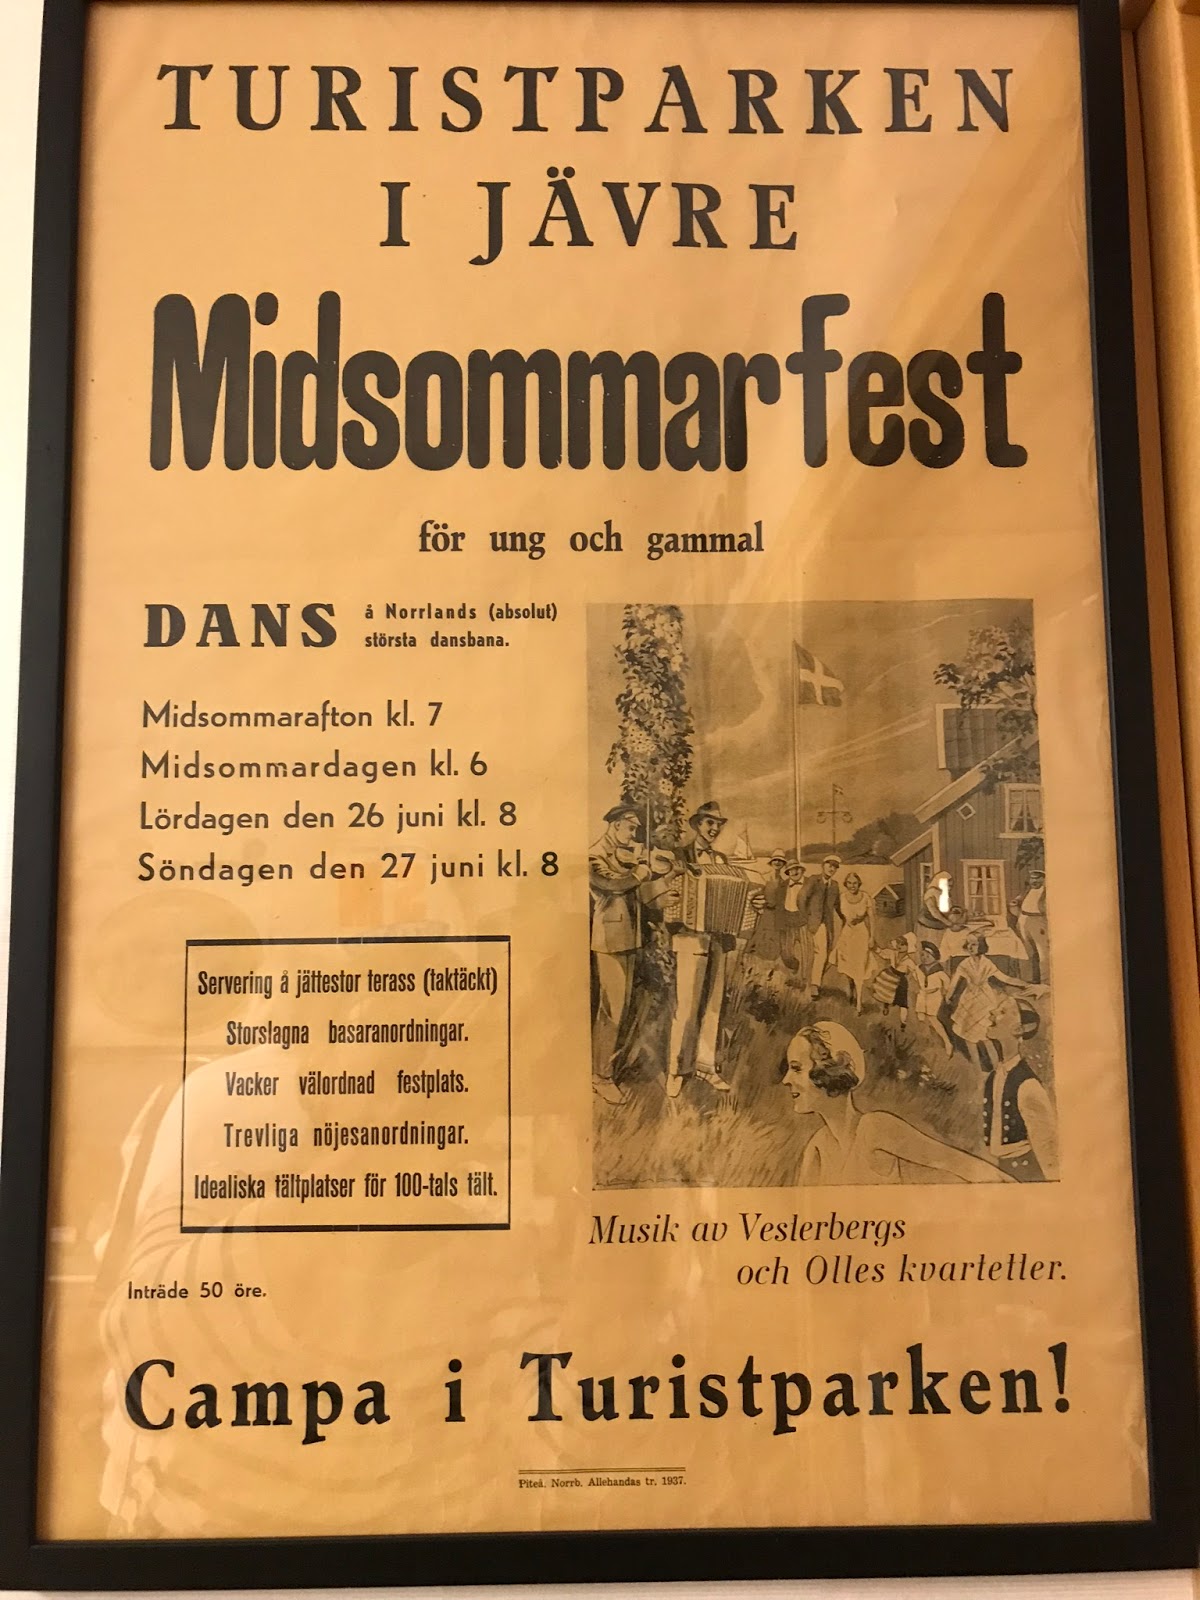 TURISTPARKEN
I JÄVRE
Midsommarfest
för ung och gammal
DANS å Norrlands (absolut)
största dansbana.
Midsommarafton kl. 7
Midsommardagen kl. 6
Lördagen den 26 juni kl. 8
Söndagen den 27 juni kl. 8
Servering å jättestor terass (taktäckt)
Storslagna basaranordningar.
Vacker välordnad festplats.
Trevliga nöjesanordningar.
Idealiska tältplatser för 100-tals tält.
Musik av Vesterbergs
och Olles kvartetter.
Inträde 50 öre.
Campa i Turistparken!
Piteå. Norrb. Allehandas tr. 1937.